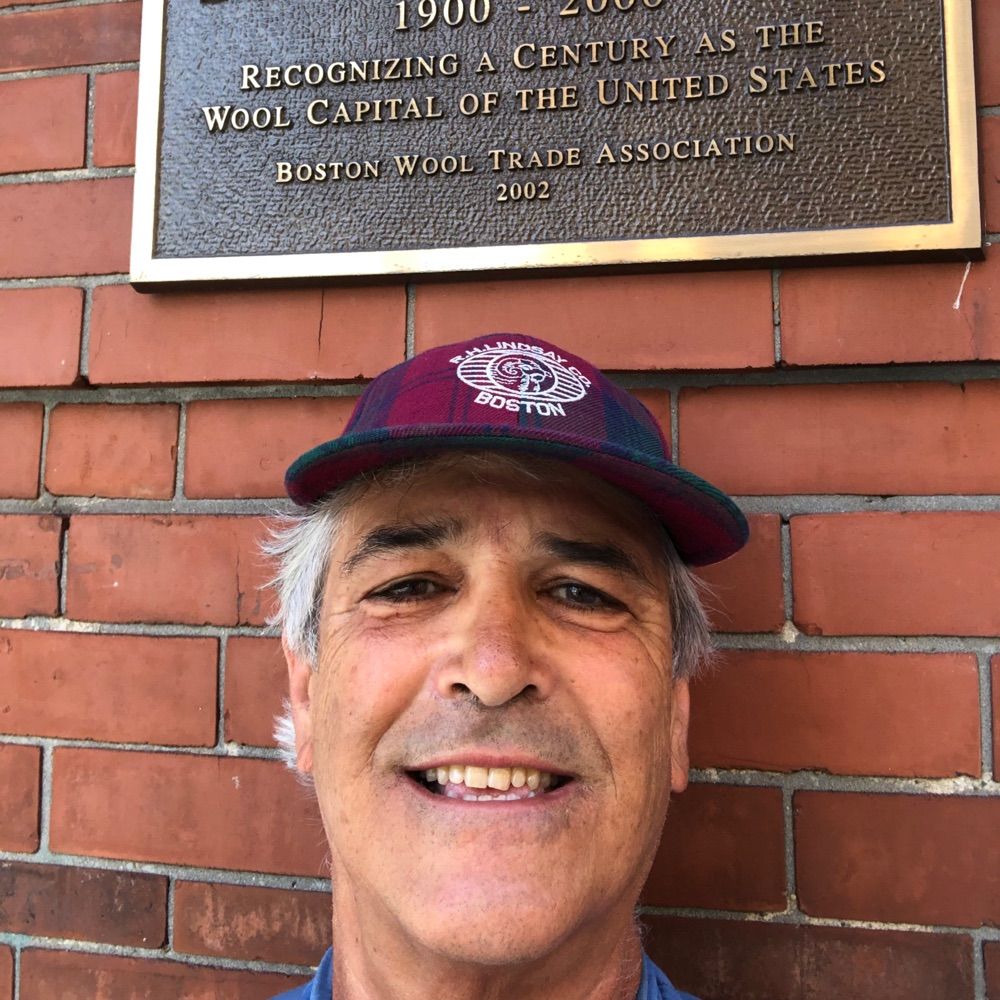 1900 - 2000
RECOGNIZING A CENTURY AS THE
WOOL CAPITAL OF THE UNITED STATES
BOSTON WOOL TRADE ASSOCIATION
2002
R.H. LINDSAY CO.
BOSTON